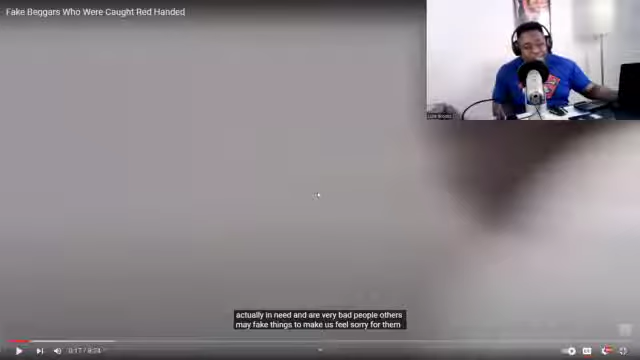 Fake Beggars Who Were Caught Red Handed
actually in need and are very bad people others
may fake things to make us feel sorry for them